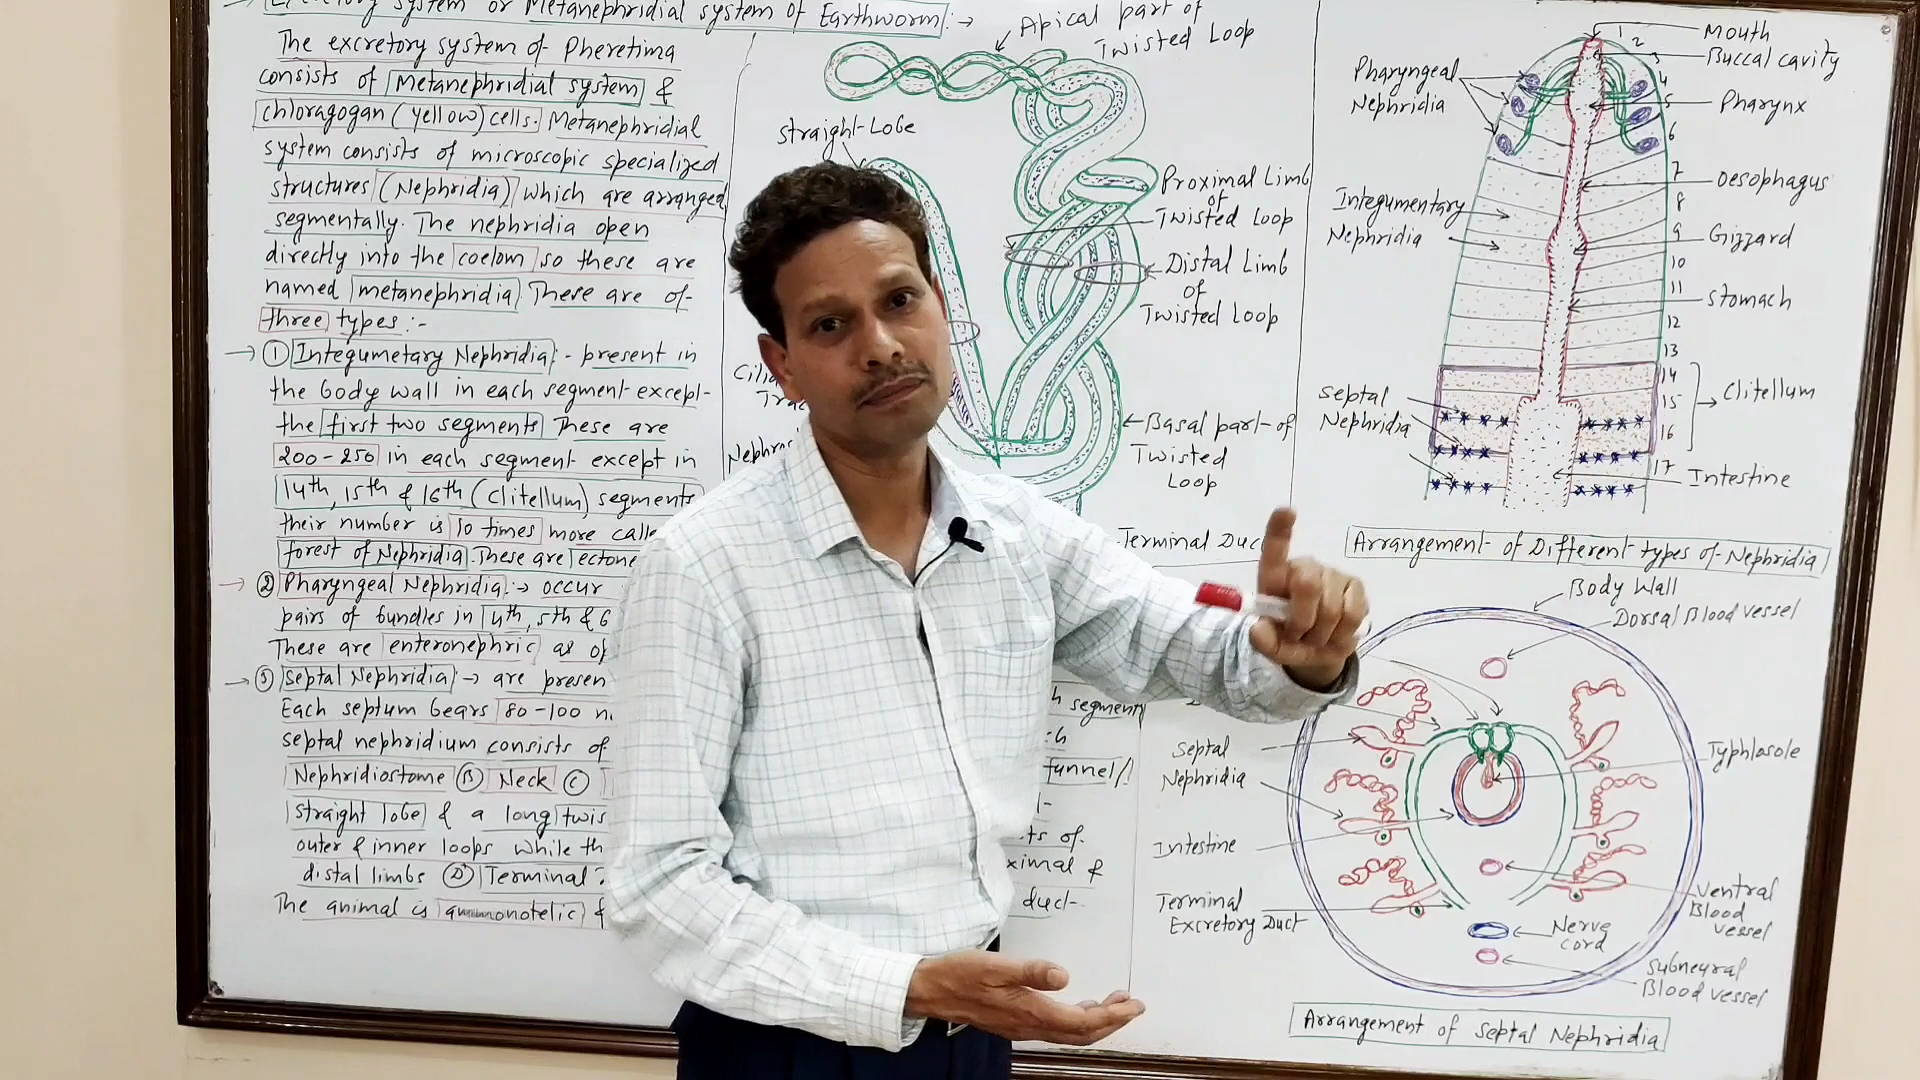 Excretory system or Metanephridial system of Earthworm :→
The excretory system of Pheretima
consists of Metanephridial system &
chloragogan (yellow) cells. Metanephridial
system consists of microscopic specialized
structures (Nephridia) which are arranged
segmentally. The nephridia open
directly into the coelom so these are
named metanephridia. These are of
three types :-
→ ① Integumetary Nephridia :- present in
the body wall in each segment except
the first two segments. These are
200-250 in each segment except in
14th, 15th & 16th (clitellum) segments
their number is 10 times more calle
forest of Nephridia. These are ectone
→ ② Pharyngeal Nephridia :→ occur
pairs of bundles in 4th, 5th & 6
These are enteronephric as
→ ③ Septal Nephridia :→ are presen
Each septum bears 80-100 n
septal nephridium consists of
Nephridiostome Ⓑ Neck Ⓒ
straight lobe & a long twis
outer & inner loops while th
distal limbs Ⓓ Terminal
The animal is ammonotelic &
Apical part of
Twisted Loop
straight-Lobe
Proximal Limb
of
Twisted Loop
Distal Limb
of
Twisted Loop
Cilia
Tra
Nephros
Basal part of
Twisted
Loop
Terminal Duc
h segment
funnel/
ts of
ximal &
duct-
Mouth
Buccal cavity
Pharyngeal
Nephridia
Pharynx
Oesophagus
Integumentary
Nephridia
Gizzard
Stomach
Septal
Nephridia
Clitellum
Intestine
1
2
3
4
5
6
7
8
9
10
11
12
13
14
15
16
17
Arrangement of Different types of Nephridia
Body Wall
Dorsal Blood vessel
Septal
Nephridia
Typhlosole
Intestine
Terminal
Excretory Duct
Ventral
Blood
vessel
Nerve
cord
Subneural
Blood vessel
Arrangement of Septal Nephridia